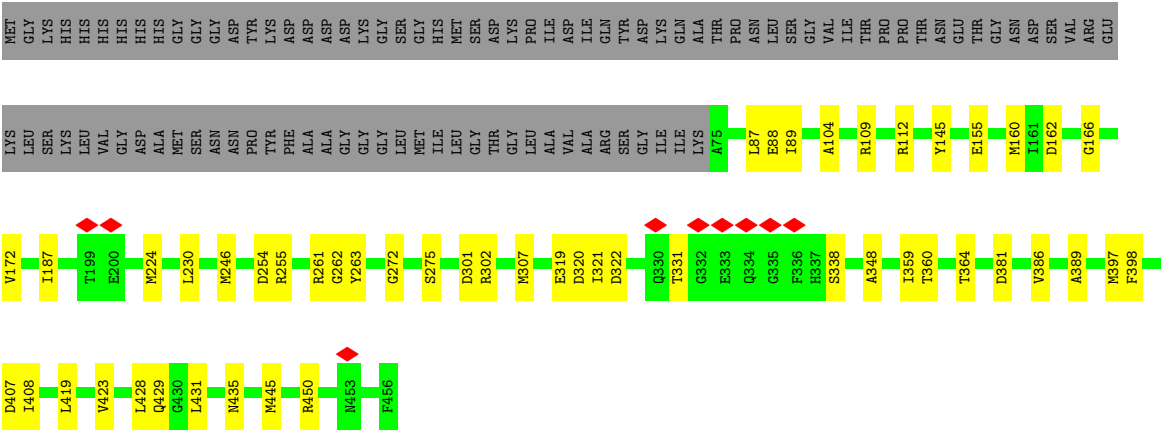 MET GLY LYS HIS HIS HIS HIS HIS HIS GLY GLY GLY ASP TYR LYS ASP ASP ASP ASP LYS GLY SER GLY HIS MET SER ASP LYS PRO ILE ASP ILE GLN TYR ASP ASP LYS GLN ALA THR PRO ASN LEU SER GLY VAL ILE THR PRO PRO THR ASN GLU THR GLY ASN ASP SER VAL ARG GLU
LYS LEU SER LYS LEU VAL GLY ASP ALA MET SER ASN ASN PRO TYR PHE ALA ALA GLY GLY GLY LEU MET ILE LEU GLY THR GLY LEU ALA VAL ALA ARG SER GLY ILE ILE LYS A75 L87 E88 I89 A104 R109 R112 Y145 E155 M160 I161 D162 G166
V172 I187 T199 E200 M224 L230 M246 D254 R255 R261 G262 Y263 G272 S275 D301 R302 M307 E319 D320 I321 D322 Q330 T331 G332 E333 Q334 G335 F336 H337 S338 A348 I359 T360 T364 D381 V386 A389 M397 F398
D407 I408 L419 V423 L428 Q429 G430 L431 N435 M445 R450 N453 F456